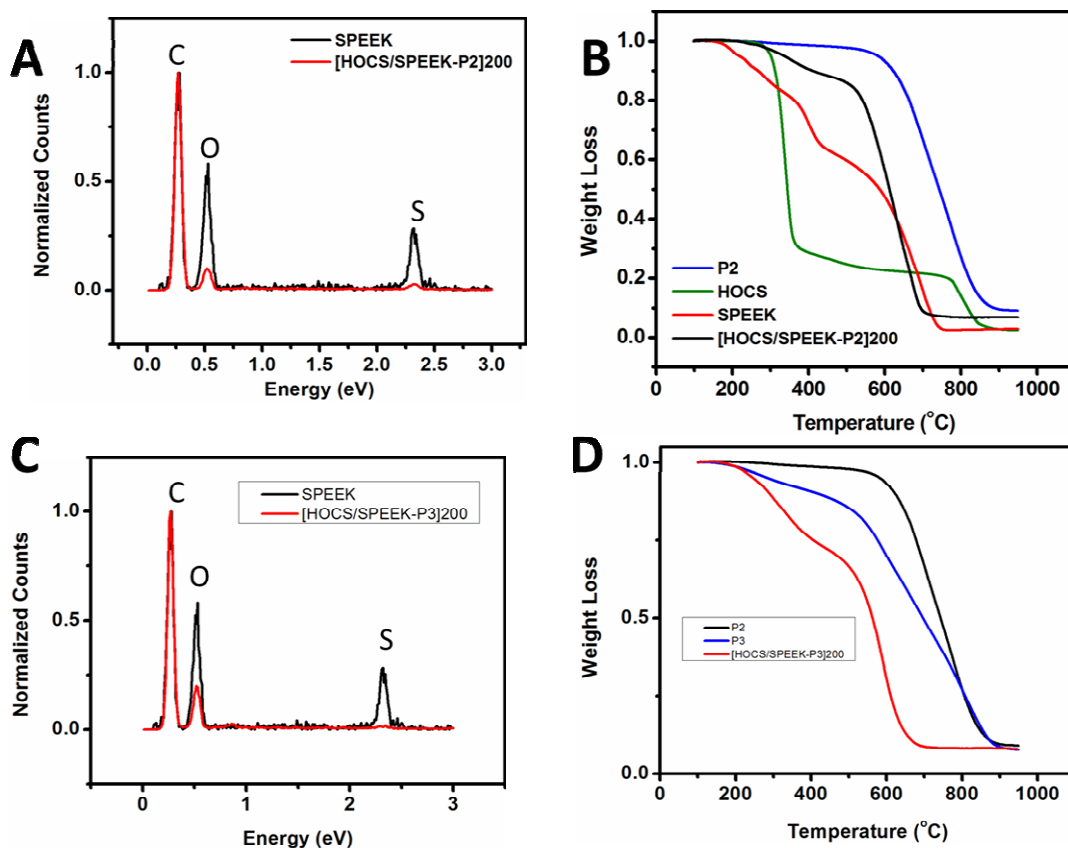 A
SPEEK
[HOCS/SPEEK-P2]200
C
O
S
1.0
0.5
0.0
Normalized Counts
0.0 0.5 1.0 1.5 2.0 2.5 3.0
Energy (eV)
B
1.0
0.8
0.6
0.4
0.2
0.0
Weight Loss
P2
HOCS
SPEEK
[HOCS/SPEEK-P2]200
0 200 400 600 800 1000
Temperature (°C)
C
SPEEK
[HOCS/SPEEK-P3]200
C
O
S
1.0
0.5
0.0
Normalized Counts
0 1 2 3
Energy (eV)
D
1.0
0.5
0.0
Weight Loss
P2
P3
[HOCS/SPEEK-P3]200
0 200 400 600 800 1000
Temperature (°C)